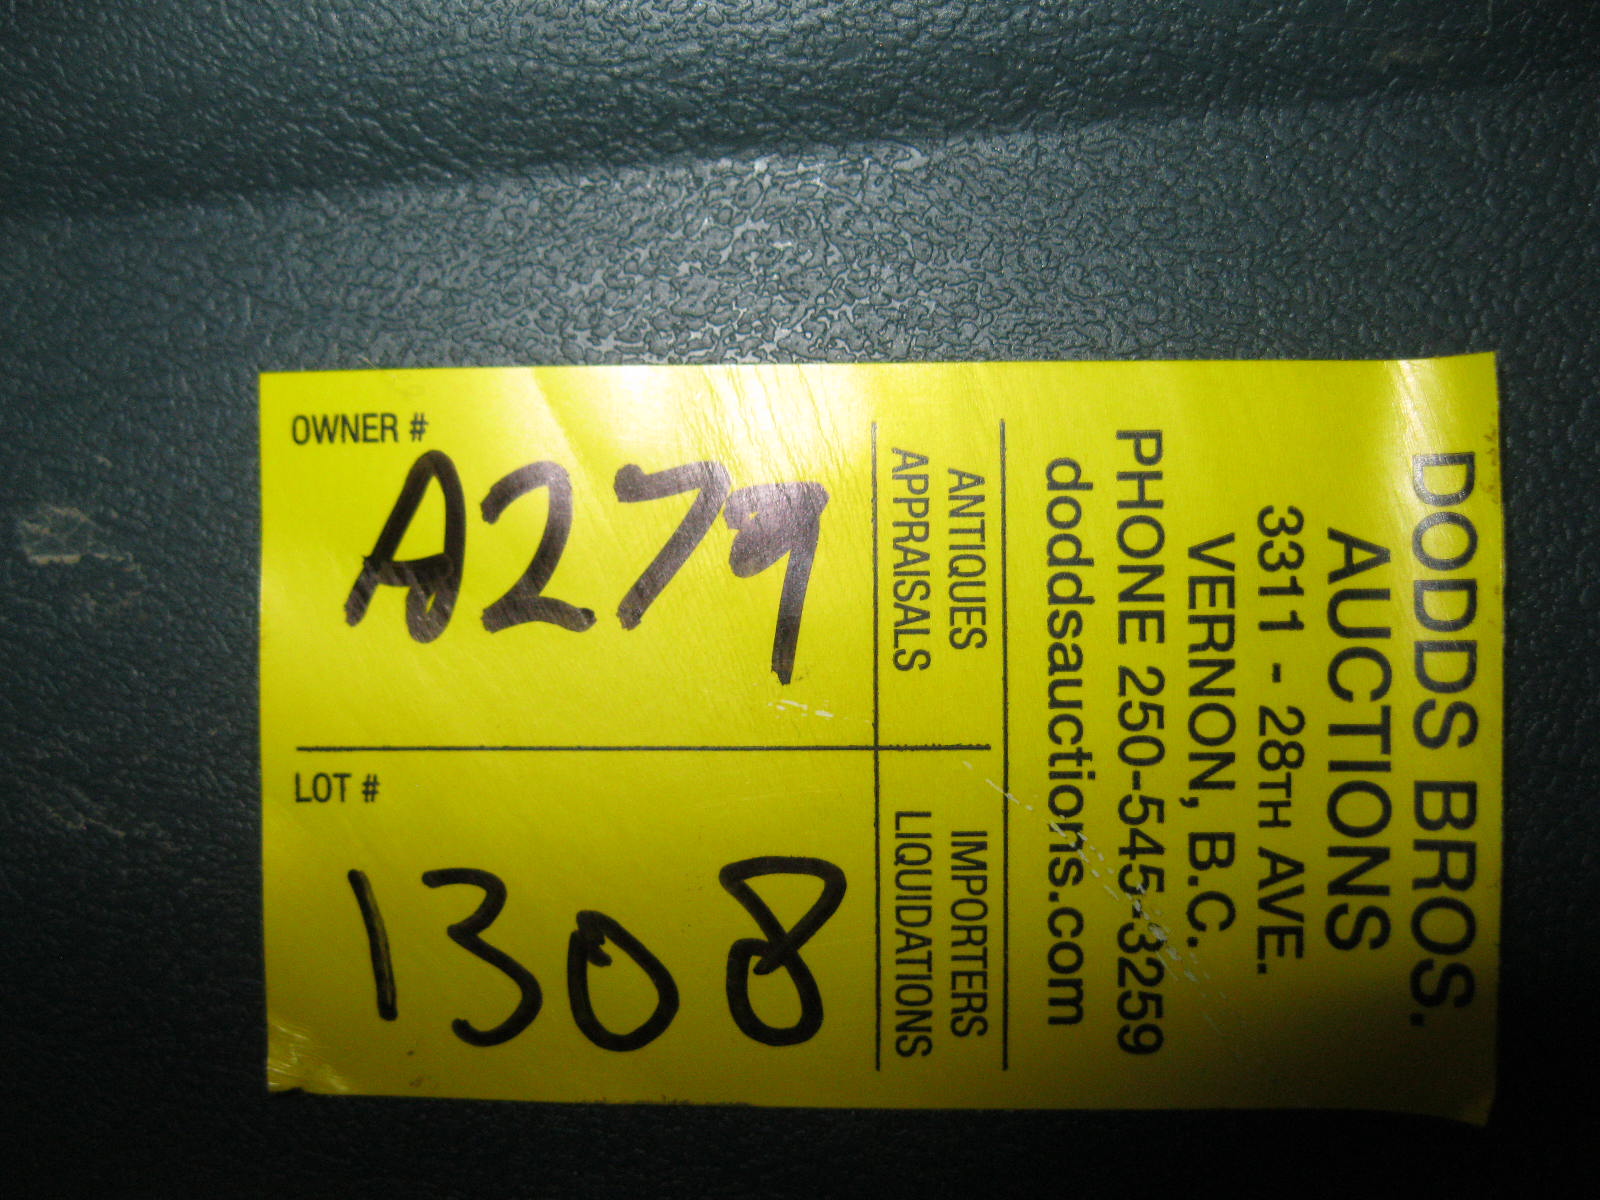 DODDS BROS.
AUCTIONS
3311 - 28TH AVE.
VERNON, B.C.
PHONE 250-545-3259
doddsauctions.com
ANTIQUES
APPRAISALS
IMPORTERS
LIQUIDATIONS
OWNER #
A279
LOT #
1308